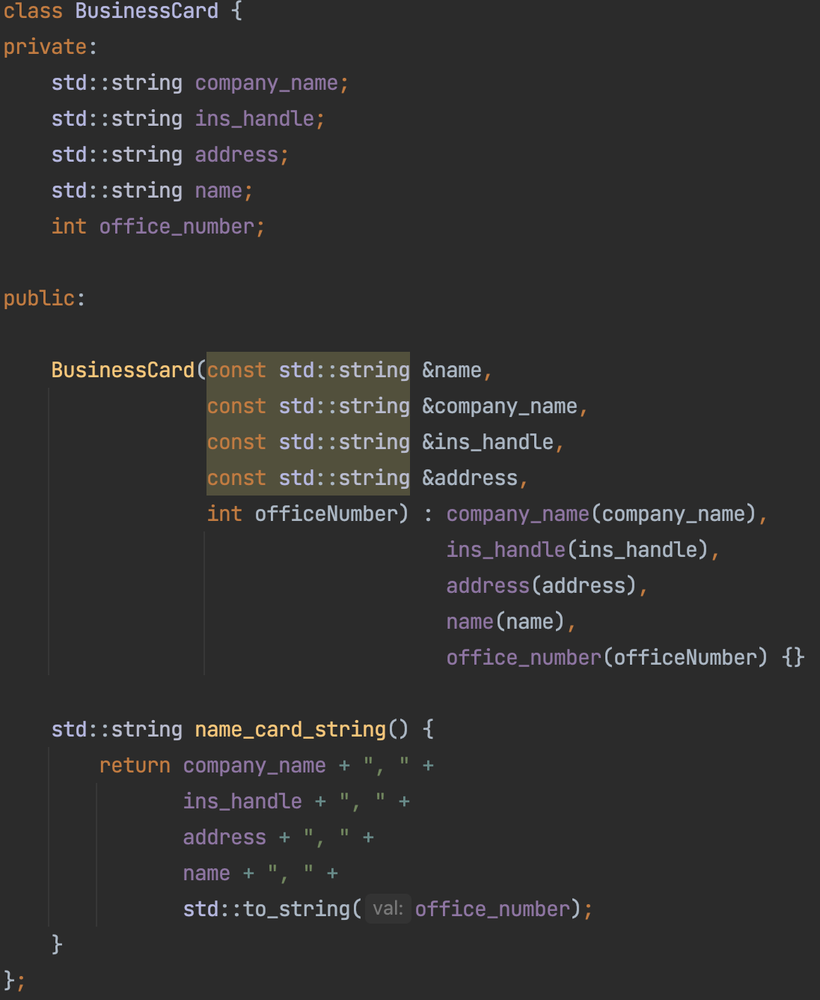 class BusinessCard {
private:
    std::string company_name;
    std::string ins_handle;
    std::string address;
    std::string name;
    int office_number;
public:
    BusinessCard(const std::string &name,
                 const std::string &company_name,
                 const std::string &ins_handle,
                 const std::string &address,
                 int officeNumber) : company_name(company_name),
                                     ins_handle(ins_handle),
                                     address(address),
                                     name(name),
                                     office_number(officeNumber) {}
    std::string name_card_string() {
        return company_name + ", " +
               ins_handle + ", " +
               address + ", " +
               name + ", " +
               std::to_string( val: office_number);
    }
};